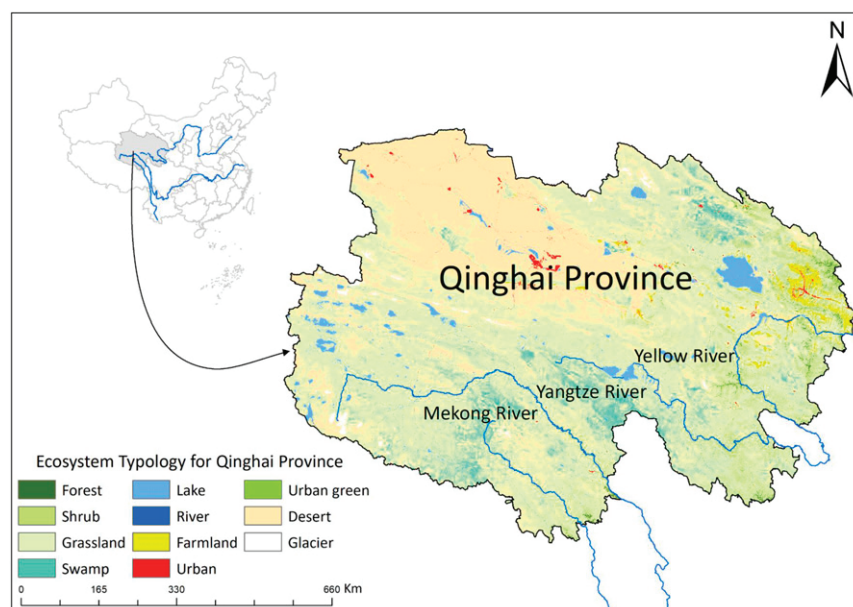 N
Qinghai Province
Yellow River
Yangtze River
Mekong River
Ecosystem Typology for Qinghai Province
Forest
Lake
Urban green
Shrub
River
Desert
Grassland
Farmland
Glacier
Swamp
Urban
0 165 330 660 Km